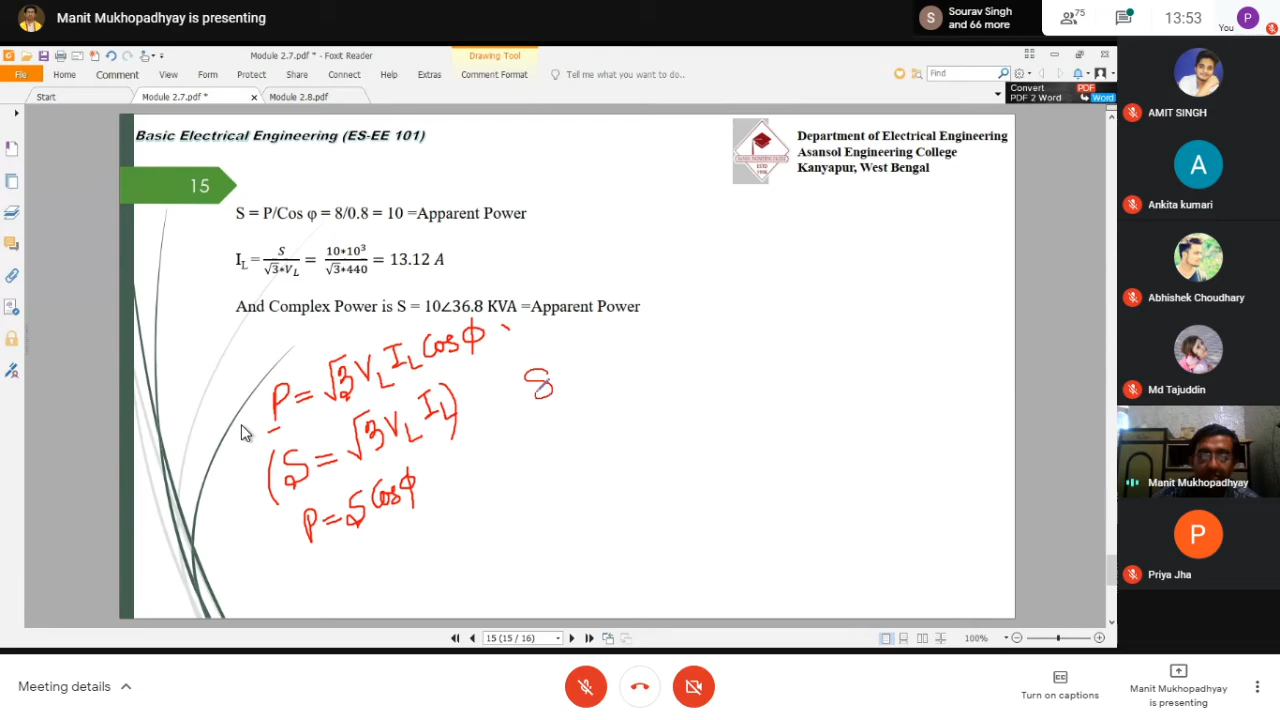 Manit Mukhopadhyay is presenting
S
Sourav Singh
and 66 more
75
13:53
You
P
Module 2.7.pdf * - Foxit Reader
Drawing Tool
File
Home
Comment
View
Form
Protect
Share
Connect
Help
Extras
Comment Format
Tell me what you want to do..
Find
Start
Module 2.7.pdf *
Module 2.8.pdf
Convert
PDF 2 Word
PDF
Word
Basic Electrical Engineering (ES-EE 101)
Department of Electrical Engineering
Asansol Engineering College
Kanyapur, West Bengal
15
S = P/Cos φ = 8/0.8 = 10 =Apparent Power
I_L = S/(√3*V_L) = 10*10³/(√3*440) = 13.12 A
And Complex Power is S = 10∠36.8 KVA =Apparent Power
P = √3 V_L I_L Cos ϕ
S
(S = √3 V_L I_L)
P = S Cos ϕ
15 (15 / 16)
100%
AMIT SINGH
A
Ankita kumari
Abhishek Choudhary
Md Tajuddin
Manit Mukhopadhyay
P
Priya Jha
Meeting details
Turn on captions
Manit Mukhopadhyay
is presenting